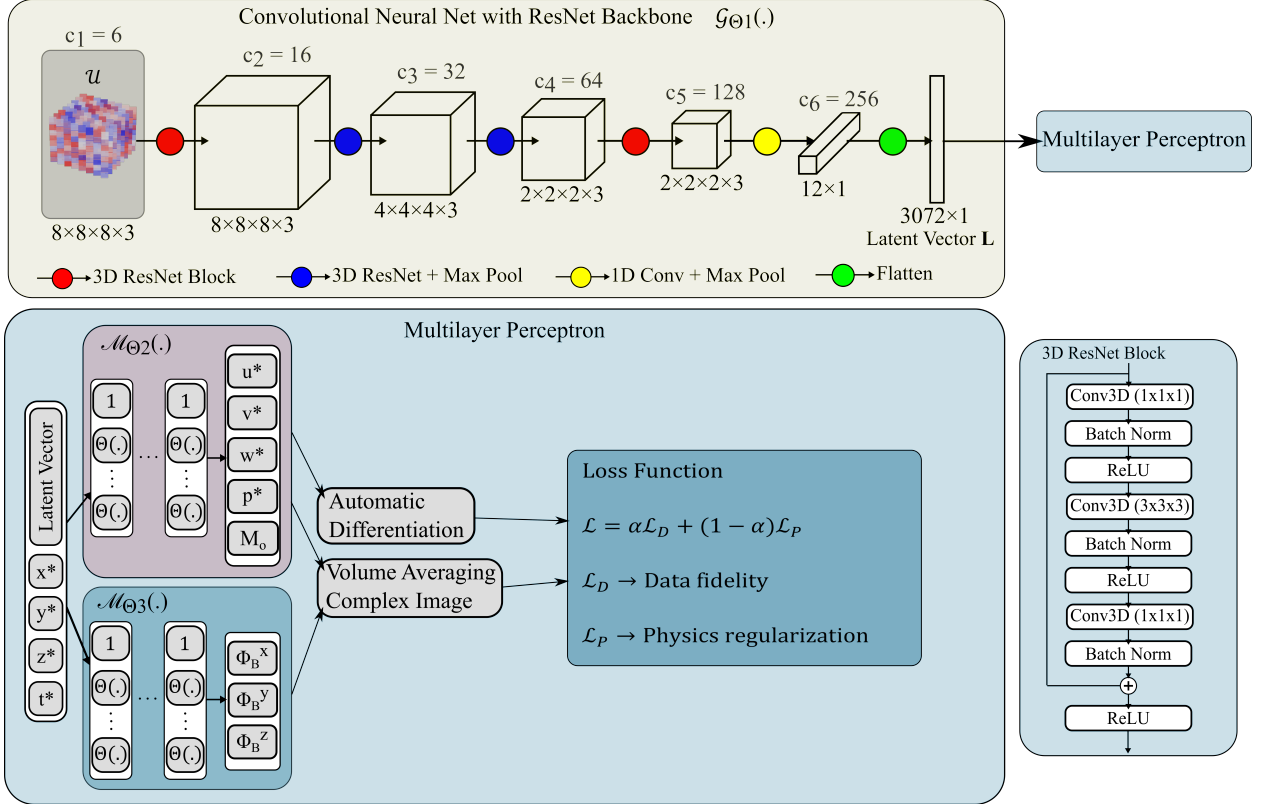 Convolutional Neural Net with ResNet Backbone 𝒢Θ1(.)
c1 = 6
c2 = 16
c3 = 32
c4 = 64
c5 = 128
c6 = 256
𝒰
Multilayer Perceptron
8×8×8×3
8×8×8×3
4×4×4×3
2×2×2×3
2×2×2×3
12×1
3072×1
Latent Vector L
3D ResNet Block
3D ResNet + Max Pool
1D Conv + Max Pool
Flatten
Multilayer Perceptron
Latent Vector
x*
y*
z*
t*
ℳΘ2(.)
1
Θ(.)
⋮
Θ(.)
...
1
Θ(.)
⋮
Θ(.)
u*
v*
w*
p*
Mo
ℳΘ3(.)
1
Θ(.)
⋮
Θ(.)
...
1
Θ(.)
⋮
Θ(.)
ΦBx
ΦBy
ΦBz
Automatic
Differentiation
Volume Averaging
Complex Image
Loss Function
ℒ = αℒD + (1 − α)ℒP
ℒD → Data fidelity
ℒP → Physics regularization
3D ResNet Block
Conv3D (1x1x1)
Batch Norm
ReLU
Conv3D (3x3x3)
Batch Norm
ReLU
Conv3D (1x1x1)
Batch Norm
+
ReLU